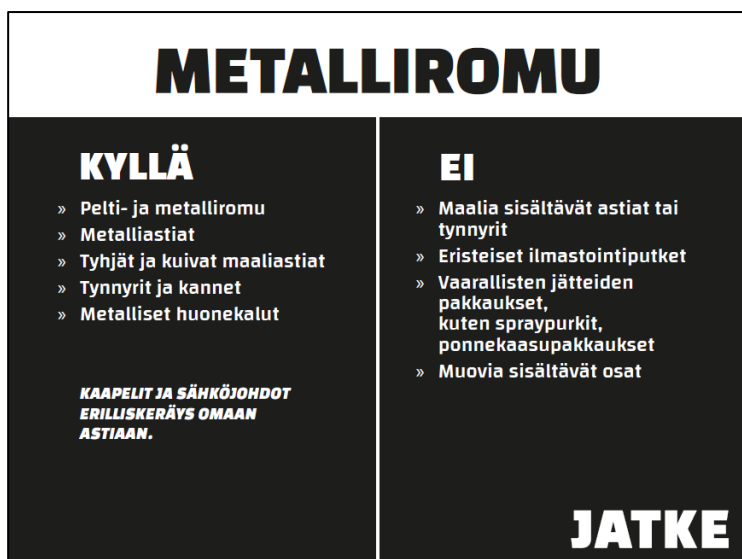 METALLIROMU
KYLLÄ
» Pelti- ja metalliromu
» Metalliastiat
» Tyhjät ja kuivat maaliastiat
» Tynnyrit ja kannet
» Metalliset huonekalut
KAAPELIT JA SÄHKÖJOHDOT
ERILLISKERÄYS OMAAN
ASTIAAN.
EI
» Maalia sisältävät astiat tai
tynnyrit
» Eristeiset ilmastointiputket
» Vaarallisten jätteiden
pakkaukset,
kuten spraypurkit,
ponnekaasupakkaukset
» Muovia sisältävät osat
JATKE